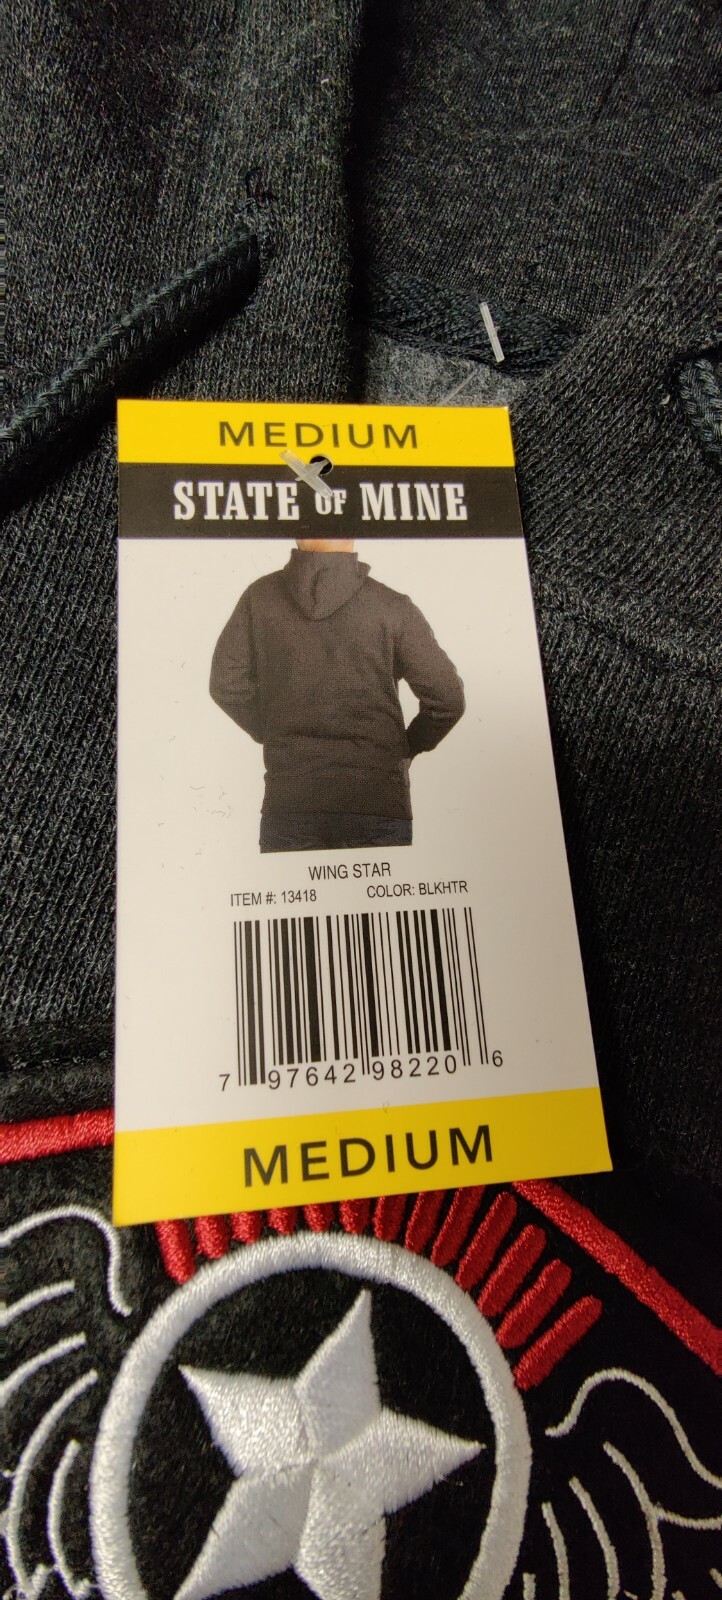 MEDIUM
STATE OF MINE
WING STAR
ITEM #: 13418 COLOR: BLKHTR
7 97642 98220 6
MEDIUM